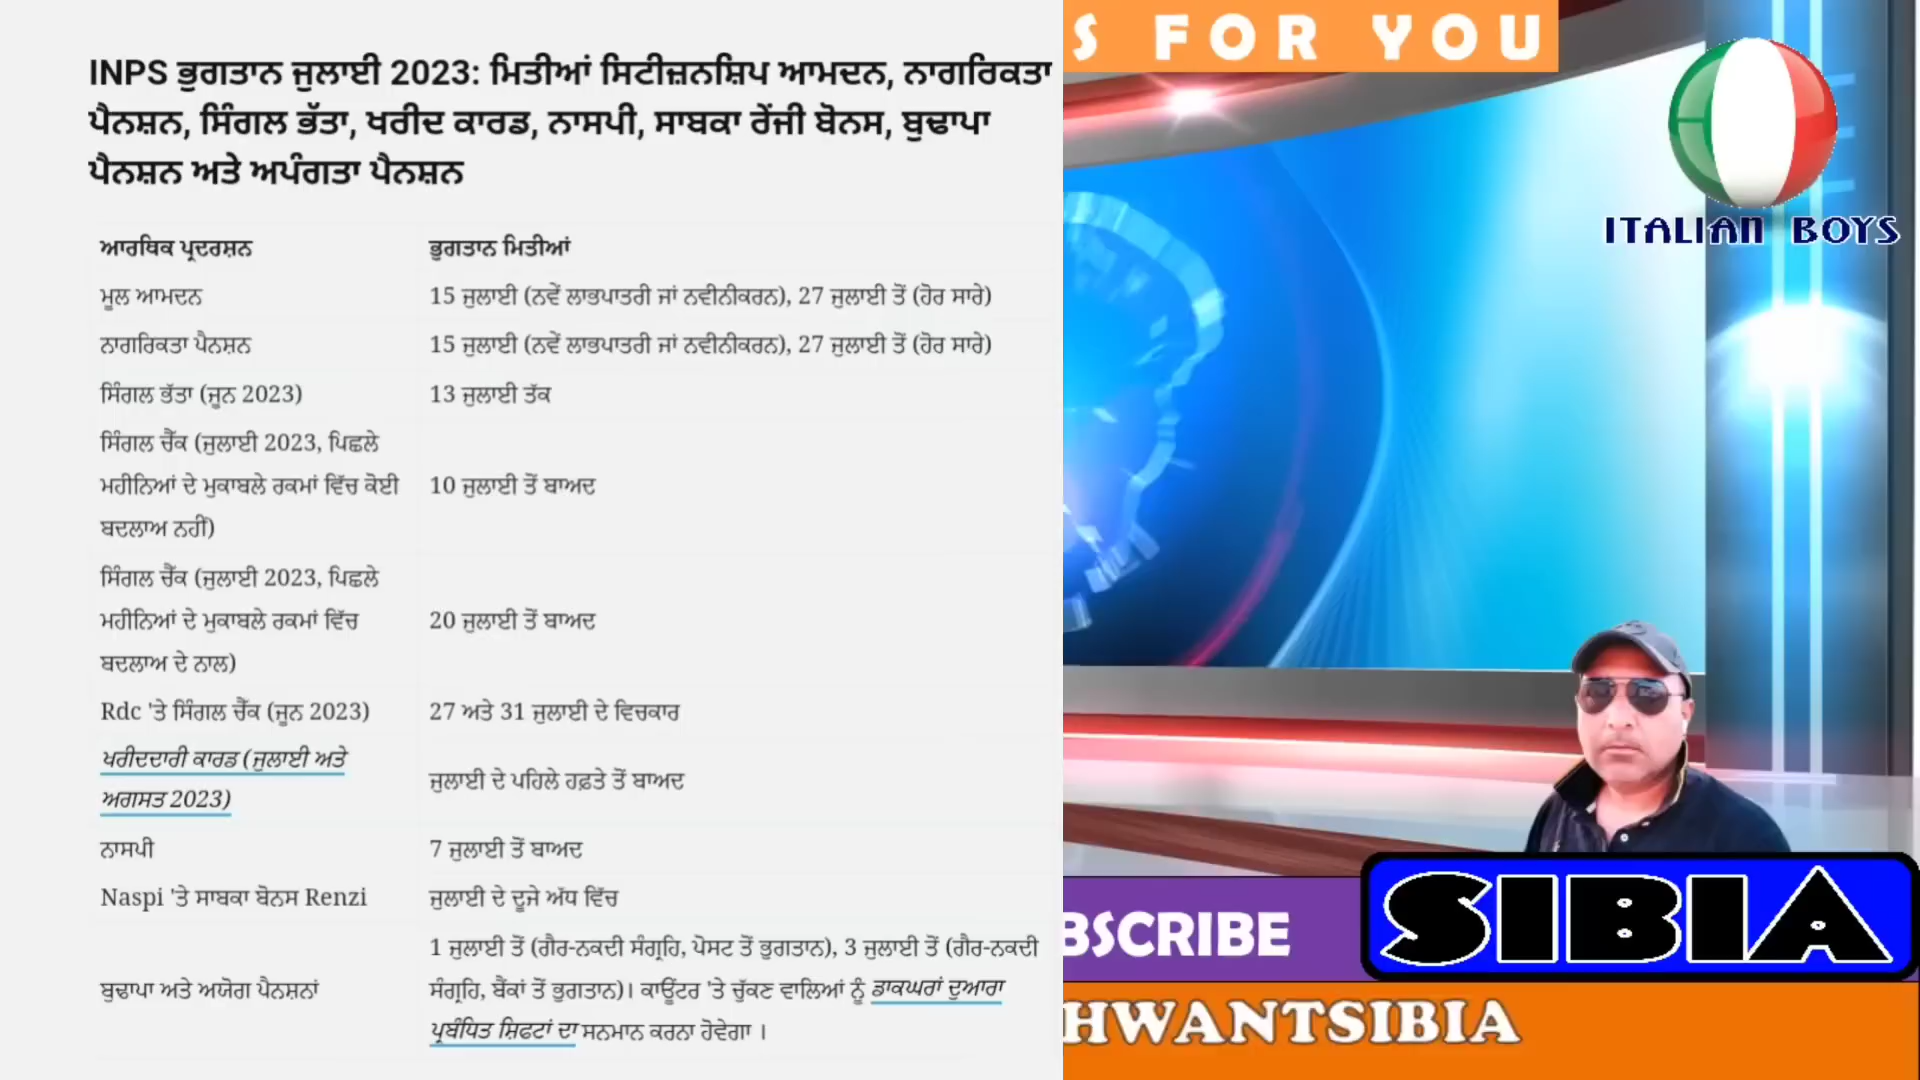 INPS ਭੁਗਤਾਨ ਜੁਲਾਈ 2023: ਮਿਤੀਆਂ ਸਿਟੀਜ਼ਨਸ਼ਿਪ ਆਮਦਨ, ਨਾਗਰਿਕਤਾ
ਪੈਨਸ਼ਨ, ਸਿੰਗਲ ਭੱਤਾ, ਖਰੀਦ ਕਾਰਡ, ਨਾਸਪੀ, ਸਾਬਕਾ ਰੇਂਜੀ ਬੋਨਸ, ਬੁਢਾਪਾ
ਪੈਨਸ਼ਨ ਅਤੇ ਅਪੰਗਤਾ ਪੈਨਸ਼ਨ
ਆਰਥਿਕ ਪ੍ਰਦਰਸ਼ਨ ਭੁਗਤਾਨ ਮਿਤੀਆਂ
ਮੂਲ ਆਮਦਨ 15 ਜੁਲਾਈ (ਨਵੇਂ ਲਾਭਪਾਤਰੀ ਜਾਂ ਨਵੀਨੀਕਰਨ), 27 ਜੁਲਾਈ ਤੋਂ (ਹੋਰ ਸਾਰੇ)
ਨਾਗਰਿਕਤਾ ਪੈਨਸ਼ਨ 15 ਜੁਲਾਈ (ਨਵੇਂ ਲਾਭਪਾਤਰੀ ਜਾਂ ਨਵੀਨੀਕਰਨ), 27 ਜੁਲਾਈ ਤੋਂ (ਹੋਰ ਸਾਰੇ)
ਸਿੰਗਲ ਭੱਤਾ (ਜੂਨ 2023) 13 ਜੁਲਾਈ ਤੱਕ
ਸਿੰਗਲ ਚੈੱਕ (ਜੁਲਾਈ 2023, ਪਿਛਲੇ
ਮਹੀਨਿਆਂ ਦੇ ਮੁਕਾਬਲੇ ਰਕਮਾਂ ਵਿੱਚ ਕੋਈ 10 ਜੁਲਾਈ ਤੋਂ ਬਾਅਦ
ਬਦਲਾਅ ਨਹੀਂ)
ਸਿੰਗਲ ਚੈੱਕ (ਜੁਲਾਈ 2023, ਪਿਛਲੇ
ਮਹੀਨਿਆਂ ਦੇ ਮੁਕਾਬਲੇ ਰਕਮਾਂ ਵਿੱਚ 20 ਜੁਲਾਈ ਤੋਂ ਬਾਅਦ
ਬਦਲਾਅ ਦੇ ਨਾਲ)
Rdc 'ਤੇ ਸਿੰਗਲ ਚੈੱਕ (ਜੂਨ 2023) 27 ਅਤੇ 31 ਜੁਲਾਈ ਦੇ ਵਿਚਕਾਰ
ਖਰੀਦਦਾਰੀ ਕਾਰਡ (ਜੁਲਾਈ ਅਤੇ
ਅਗਸਤ 2023) ਜੁਲਾਈ ਦੇ ਪਹਿਲੇ ਹਫ਼ਤੇ ਤੋਂ ਬਾਅਦ
ਨਾਸਪੀ 7 ਜੁਲਾਈ ਤੋਂ ਬਾਅਦ
Naspi 'ਤੇ ਸਾਬਕਾ ਬੋਨਸ Renzi ਜੁਲਾਈ ਦੇ ਦੂਜੇ ਅੱਧ ਵਿੱਚ
1 ਜੁਲਾਈ ਤੋਂ (ਗੈਰ-ਨਕਦੀ ਸੰਗ੍ਰਹਿ, ਪੋਸਟ ਤੋਂ ਭੁਗਤਾਨ), 3 ਜੁਲਾਈ ਤੋਂ (ਗੈਰ-ਨਕਦੀ
ਬੁਢਾਪਾ ਅਤੇ ਅਯੋਗ ਪੈਨਸ਼ਨਾਂ ਸੰਗ੍ਰਹਿ, ਬੈਂਕਾਂ ਤੋਂ ਭੁਗਤਾਨ)। ਕਾਊਂਟਰ 'ਤੇ ਚੁੱਕਣ ਵਾਲਿਆਂ ਨੂੰ ਡਾਕਘਰਾਂ ਦੁਆਰਾ
ਪ੍ਰਬੰਧਿਤ ਸ਼ਿਫਟਾਂ ਦਾ ਸਨਮਾਨ ਕਰਨਾ ਹੋਵੇਗਾ ।
S FOR YOU
ITALIAN BOYS
BSCRIBE
SIBIA
HWANTSIBIA